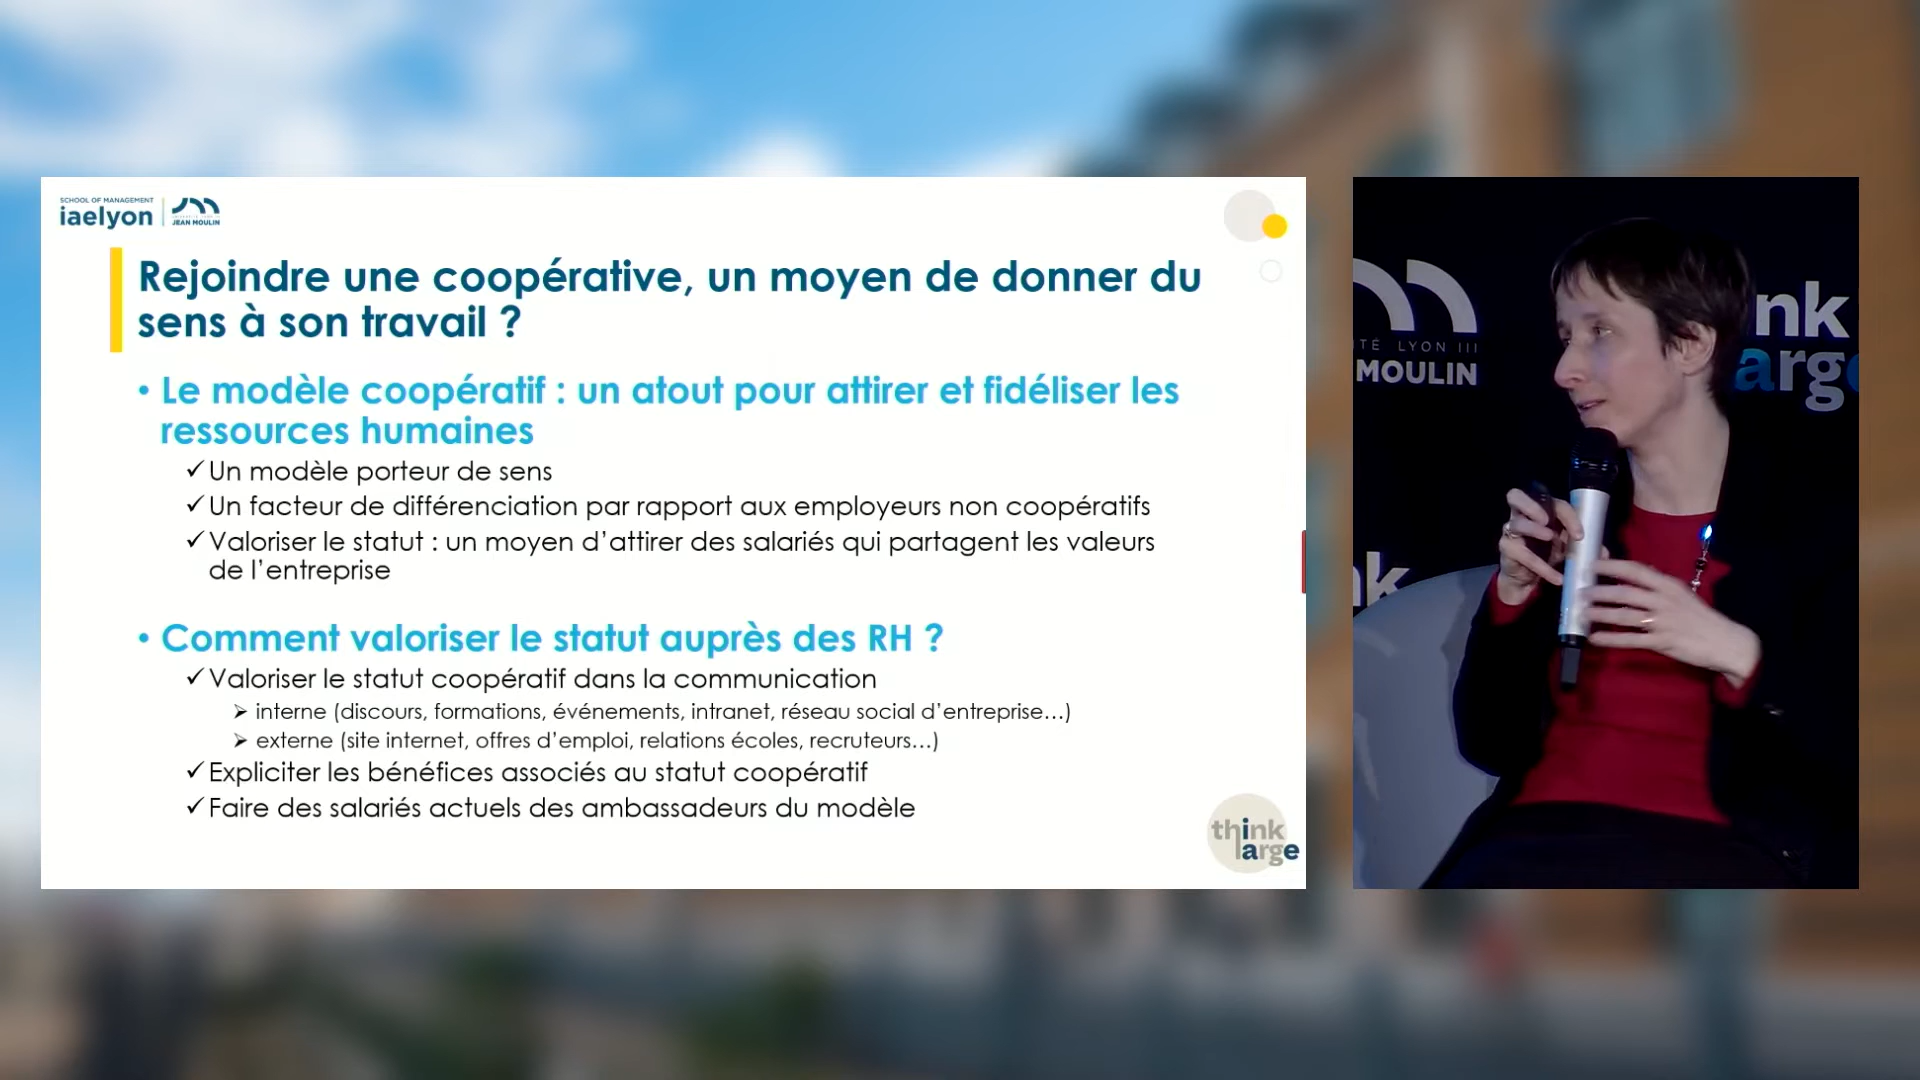 SCHOOL OF MANAGEMENT
iaelyon
JEAN MOULIN
Rejoindre une coopérative, un moyen de donner du
sens à son travail ?
• Le modèle coopératif : un atout pour attirer et fidéliser les
ressources humaines
✓ Un modèle porteur de sens
✓ Un facteur de différenciation par rapport aux employeurs non coopératifs
✓ Valoriser le statut : un moyen d’attirer des salariés qui partagent les valeurs
de l’entreprise
• Comment valoriser le statut auprès des RH ?
✓ Valoriser le statut coopératif dans la communication
➢ interne (discours, formations, événements, intranet, réseau social d’entreprise…)
➢ externe (site internet, offres d’emploi, relations écoles, recruteurs…)
✓ Expliciter les bénéfices associés au statut coopératif
✓ Faire des salariés actuels des ambassadeurs du modèle
think
large
ITÉ LYON III
MOULIN
nk
arge
nk